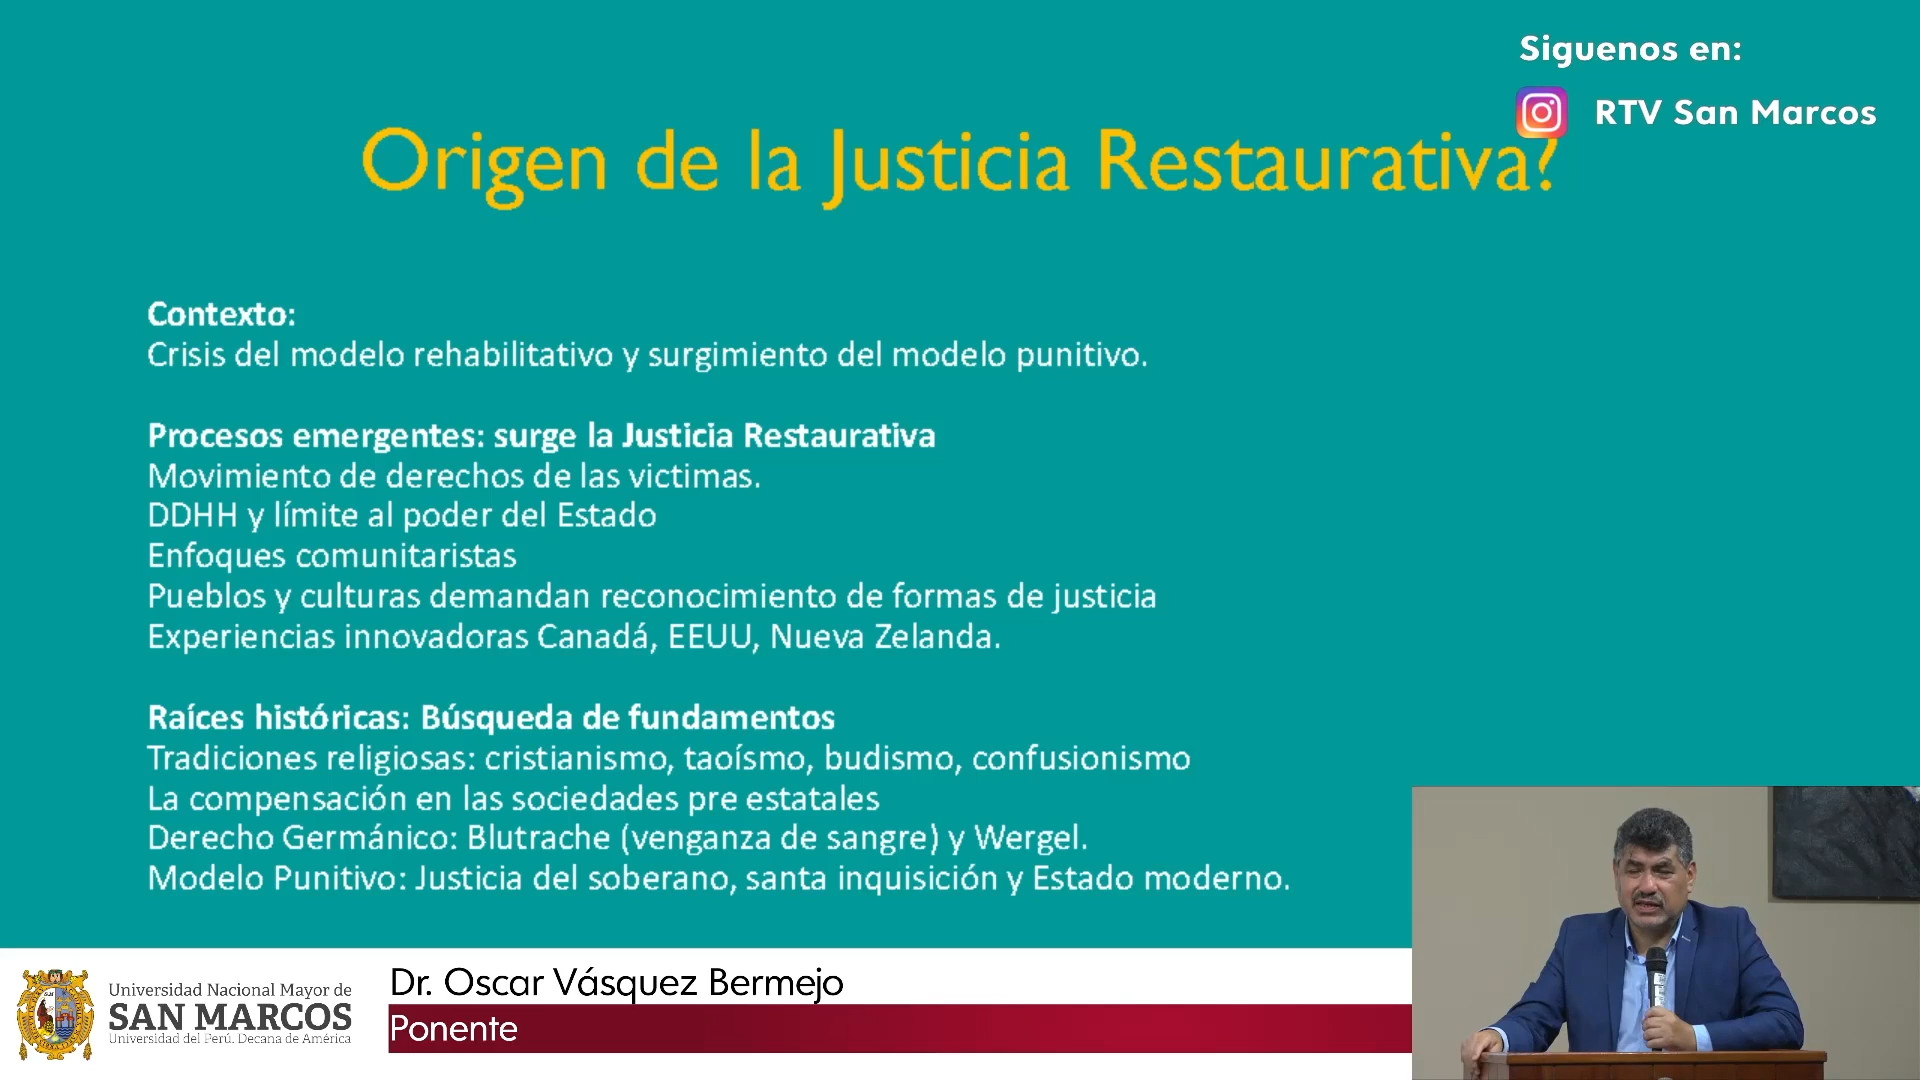 Siguenos en:
RTV San Marcos
Origen de la Justicia Restaurativa?
Contexto:
Crisis del modelo rehabilitativo y surgimiento del modelo punitivo.
Procesos emergentes: surge la Justicia Restaurativa
Movimiento de derechos de las victimas.
DDHH y límite al poder del Estado
Enfoques comunitaristas
Pueblos y culturas demandan reconocimiento de formas de justicia
Experiencias innovadoras Canadá, EEUU, Nueva Zelanda.
Raíces históricas: Búsqueda de fundamentos
Tradiciones religiosas: cristianismo, taoísmo, budismo, confusionismo
La compensación en las sociedades pre estatales
Derecho Germánico: Blutrache (venganza de sangre) y Wergel.
Modelo Punitivo: Justicia del soberano, santa inquisición y Estado moderno.
Universidad Nacional Mayor de
SAN MARCOS
Universidad del Perú. Decana de América
Dr. Oscar Vásquez Bermejo
Ponente